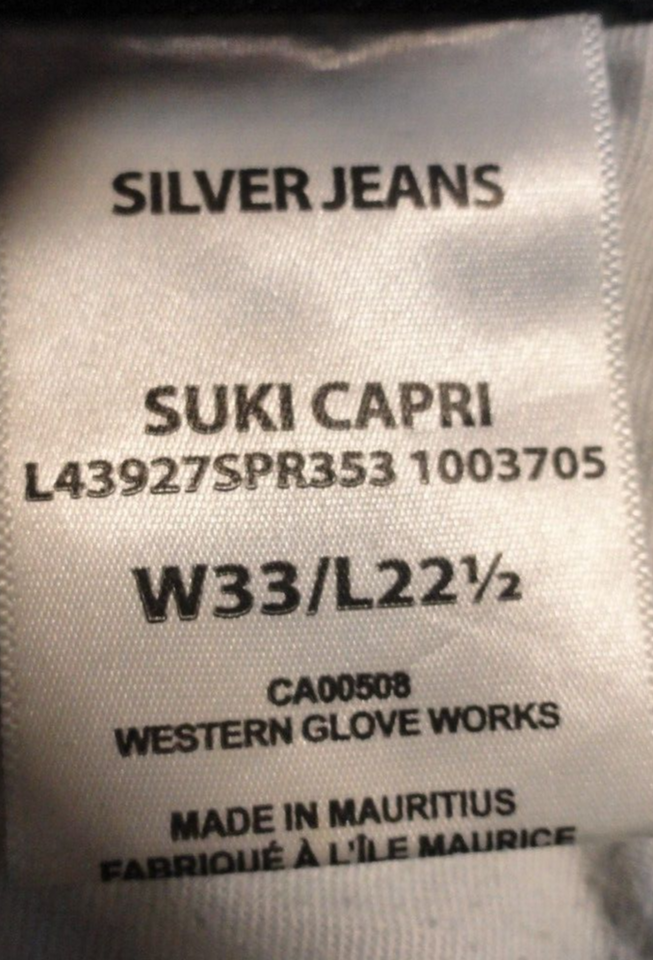 SILVER JEANS
SUKI CAPRI
L43927SPR353 1003705
W33/L22½
CA00508
WESTERN GLOVE WORKS
MADE IN MAURITIUS
FABRIQUÉ À L'ÎLE MAURICE